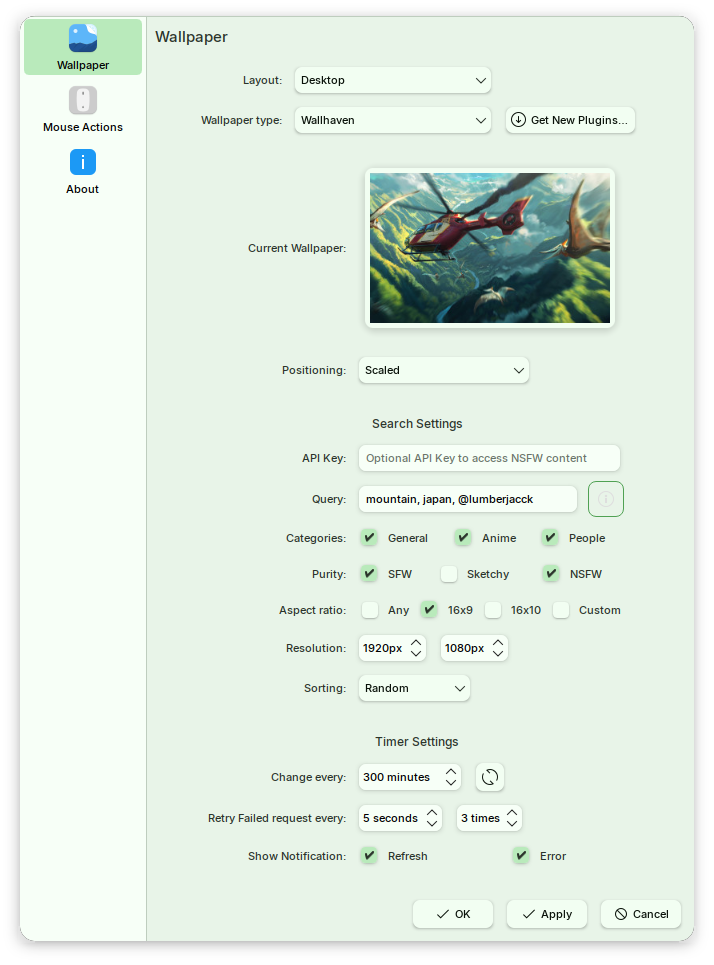 Wallpaper
Mouse Actions
About
Wallpaper
Layout: Desktop
Wallpaper type: Wallhaven Get New Plugins...
Current Wallpaper:
Positioning: Scaled
Search Settings
API Key: Optional API Key to access NSFW content
Query: mountain, japan, @lumberjacck
Categories: General Anime People
Purity: SFW Sketchy NSFW
Aspect ratio: Any 16x9 16x10 Custom
Resolution: 1920px 1080px
Sorting: Random
Timer Settings
Change every: 300 minutes
Retry Failed request every: 5 seconds 3 times
Show Notification: Refresh Error
OK Apply Cancel